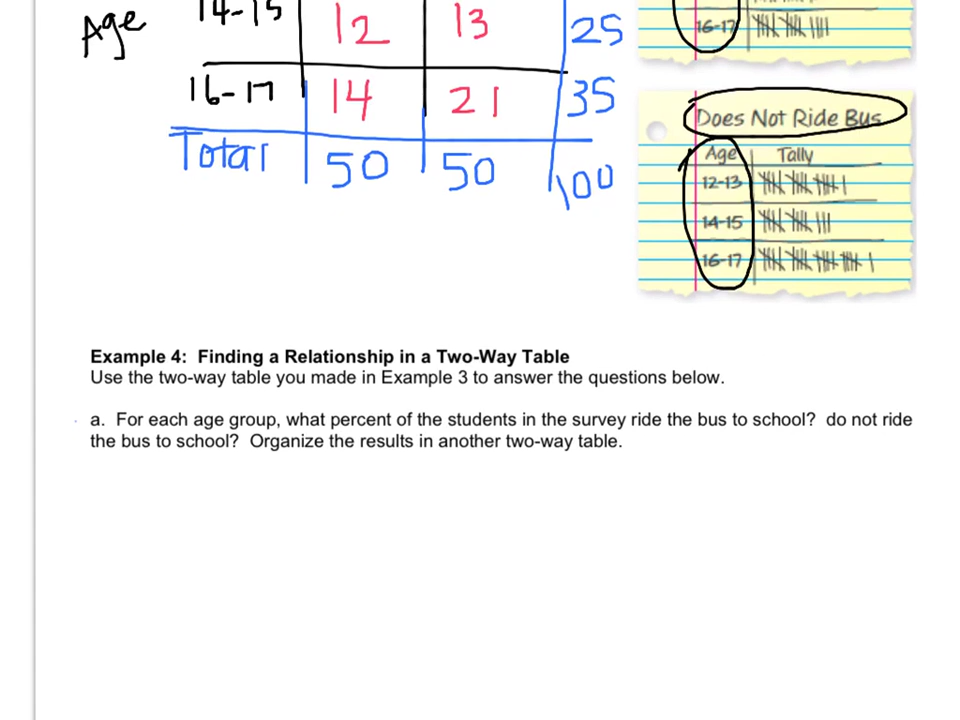 14-15 12 13 25
Age
16-17 14 21 35
Total 50 50 100
16-17
Does Not Ride Bus
Age Tally
12-13
14-15
16-17
Example 4: Finding a Relationship in a Two-Way Table
Use the two-way table you made in Example 3 to answer the questions below.
a. For each age group, what percent of the students in the survey ride the bus to school? do not ride
the bus to school? Organize the results in another two-way table.